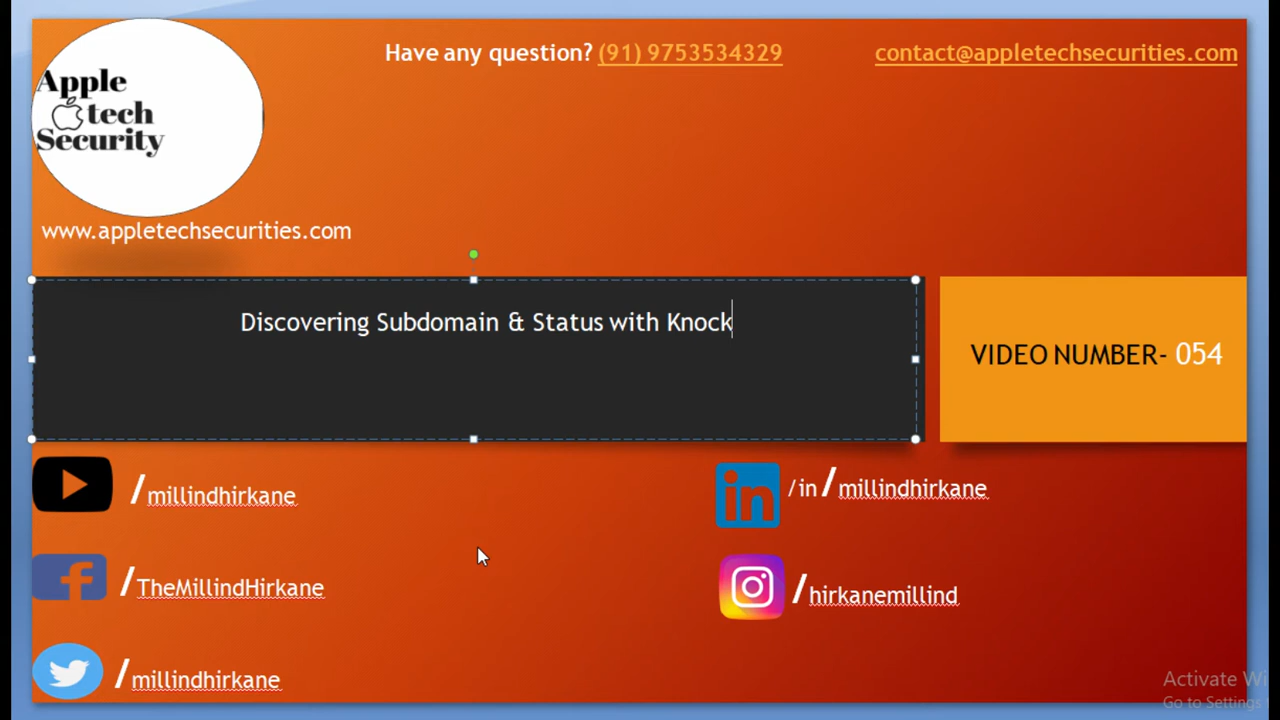 Have any question? (91) 9753534329
contact@appletechsecurities.com
Apple
tech
Security
www.appletechsecurities.com
Discovering Subdomain & Status with Knock
VIDEO NUMBER- 054
/millindhirkane
/in/millindhirkane
/TheMillindHirkane
/hirkanemillind
/millindhirkane
Activate Wi
Go to Settings